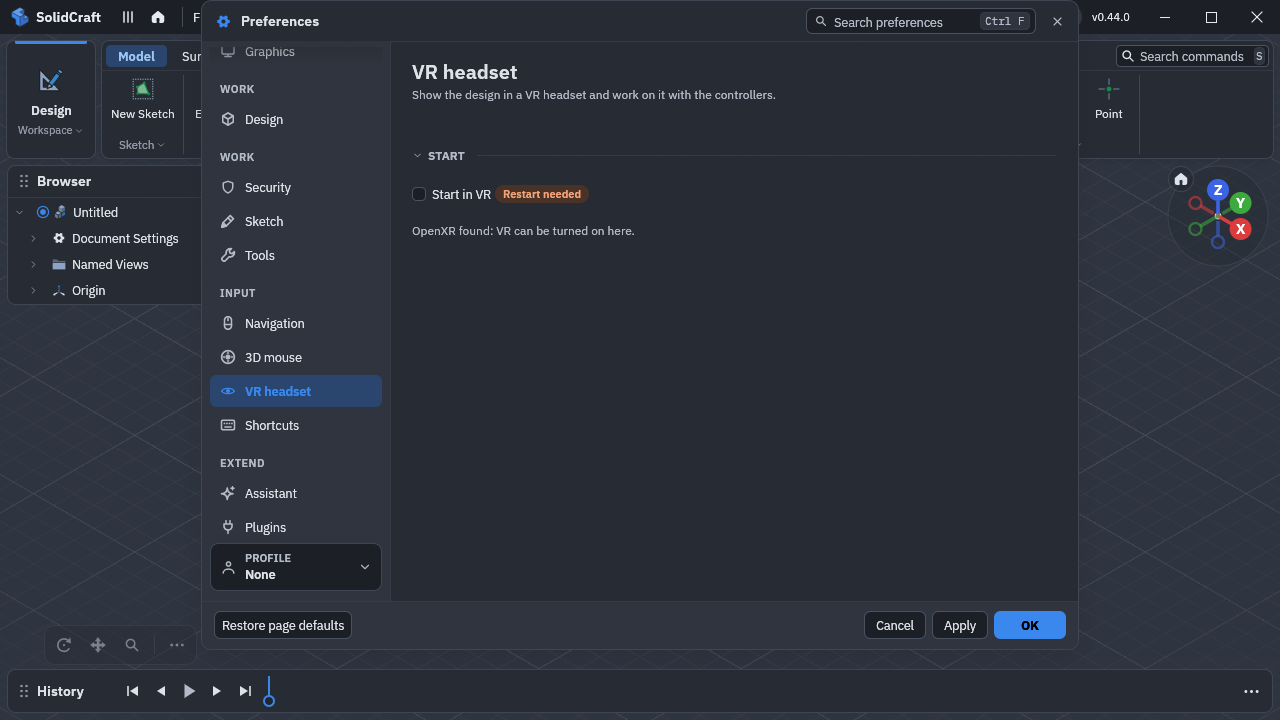 SolidCraft
F
Preferences
Search preferences
Ctrl F
v0.44.0
Model
Sur
Search commands
S
Design
Workspace
New Sketch
E
Sketch
Point
Graphics
WORK
Design
WORK
Security
Sketch
Tools
INPUT
Navigation
3D mouse
VR headset
Shortcuts
EXTEND
Assistant
Plugins
PROFILE
None
VR headset
Show the design in a VR headset and work on it with the controllers.
START
Start in VR
Restart needed
OpenXR found: VR can be turned on here.
Browser
Untitled
Document Settings
Named Views
Origin
Z
Y
X
Restore page defaults
Cancel
Apply
OK
History